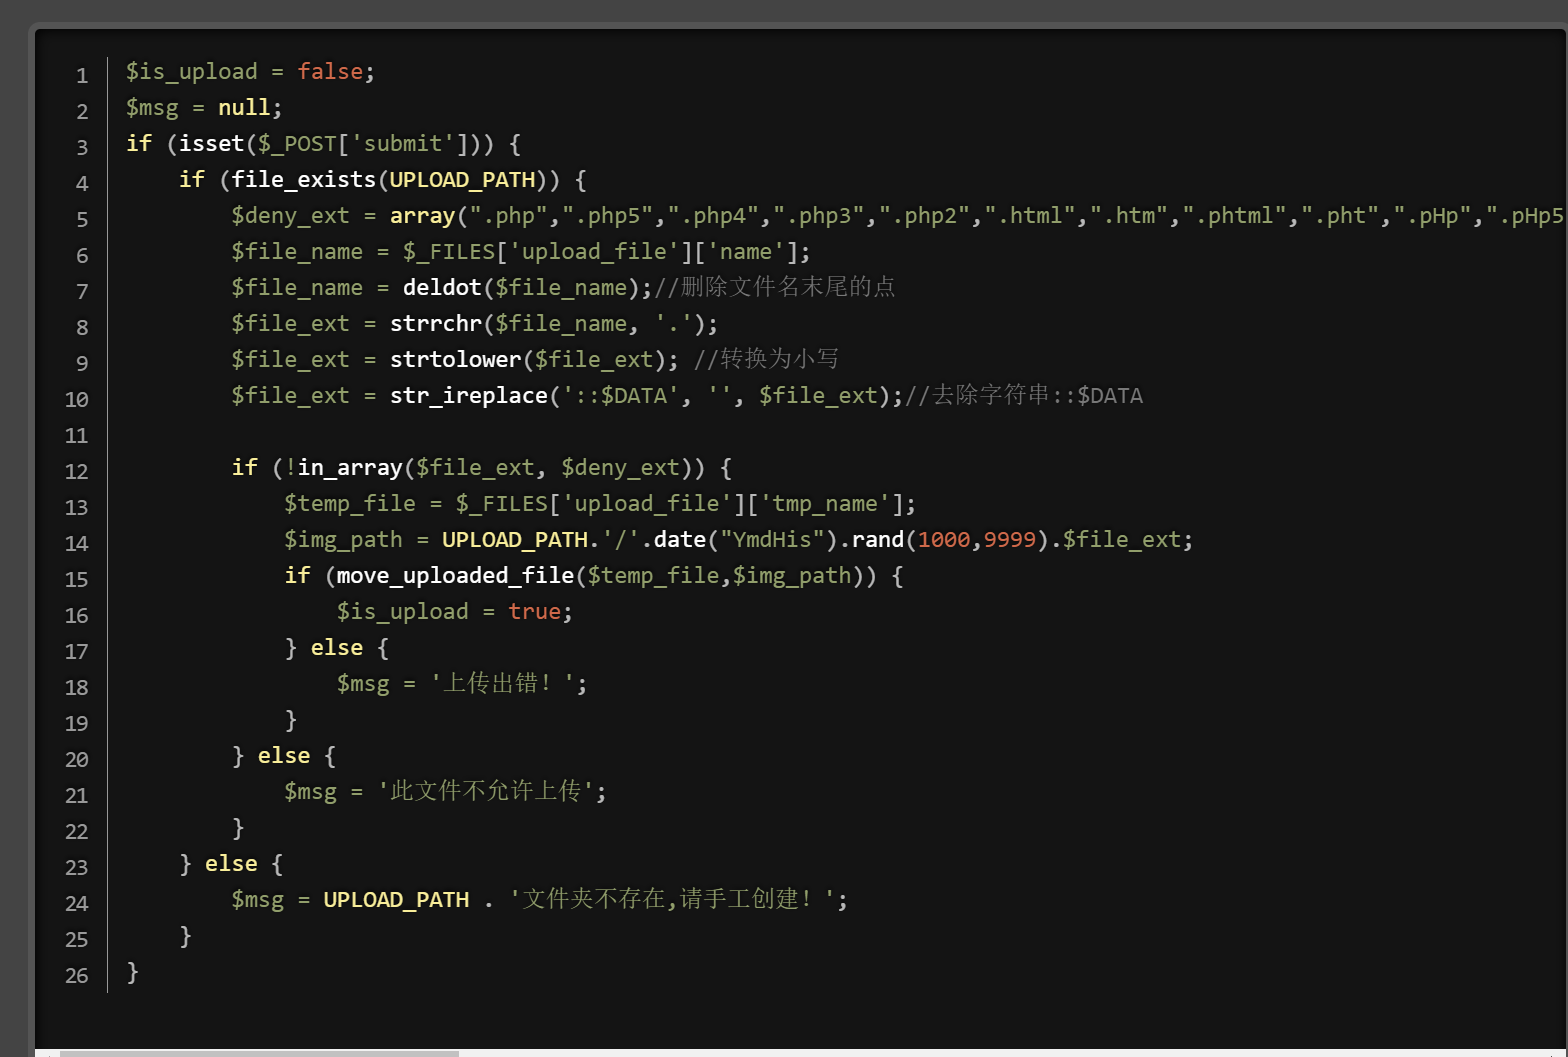 1 $is_upload = false;
2 $msg = null;
3 if (isset($_POST['submit'])) {
4     if (file_exists(UPLOAD_PATH)) {
5         $deny_ext = array(".php",".php5",".php4",".php3",".php2",".html",".htm",".phtml",".pht",".pHp",".pHp5
6         $file_name = $_FILES['upload_file']['name'];
7         $file_name = deldot($file_name);//删除文件名末尾的点
8         $file_ext = strrchr($file_name, '.');
9         $file_ext = strtolower($file_ext); //转换为小写
10         $file_ext = str_ireplace('::$DATA', '', $file_ext);//去除字符串::$DATA
11
12         if (!in_array($file_ext, $deny_ext)) {
13             $temp_file = $_FILES['upload_file']['tmp_name'];
14             $img_path = UPLOAD_PATH.'/'.date("YmdHis").rand(1000,9999).$file_ext;
15             if (move_uploaded_file($temp_file,$img_path)) {
16                 $is_upload = true;
17             } else {
18                 $msg = '上传出错！';
19             }
20         } else {
21             $msg = '此文件不允许上传';
22         }
23     } else {
24         $msg = UPLOAD_PATH . '文件夹不存在,请手工创建！';
25     }
26 }